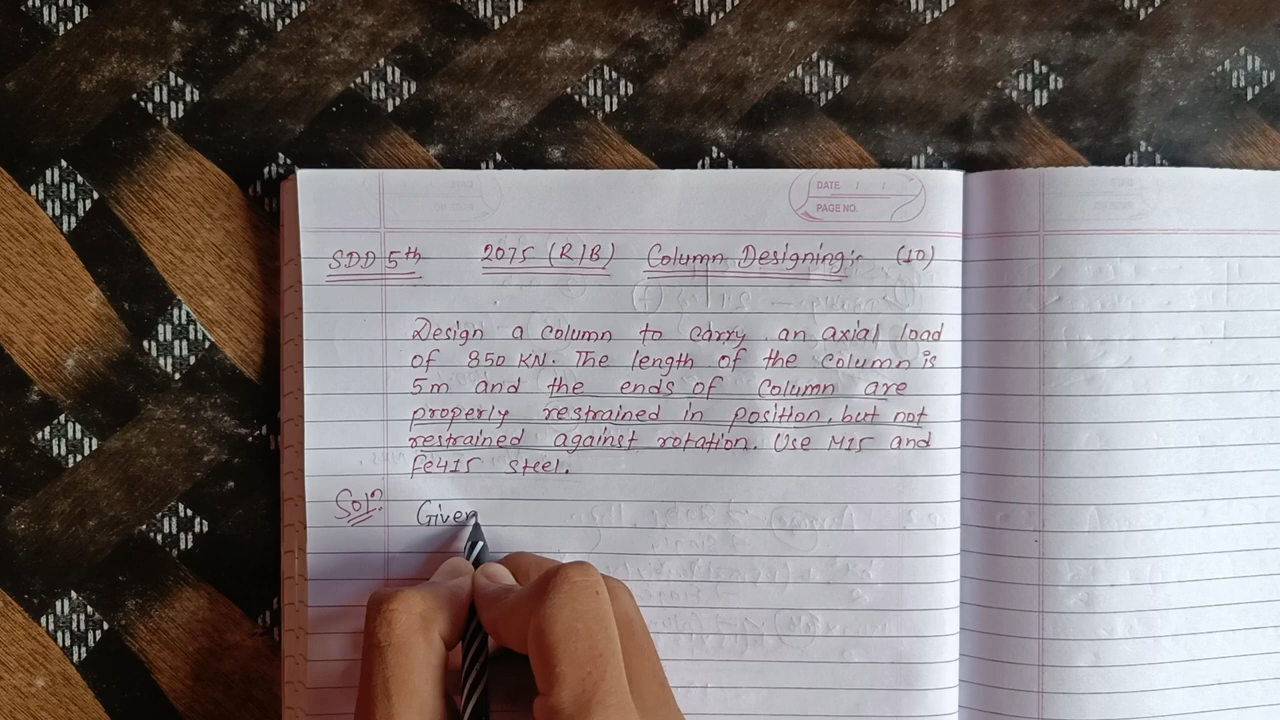 DATE / /
PAGE NO.
SDD 5th 2075 (R/B) Column Designing:- (10)
Design a column to carry an axial load
of 850 KN. The length of the column is
5m and the ends of column are
properly restrained in position, but not
restrained against rotation. Use M15 and
fe415 steel.
Soln Given